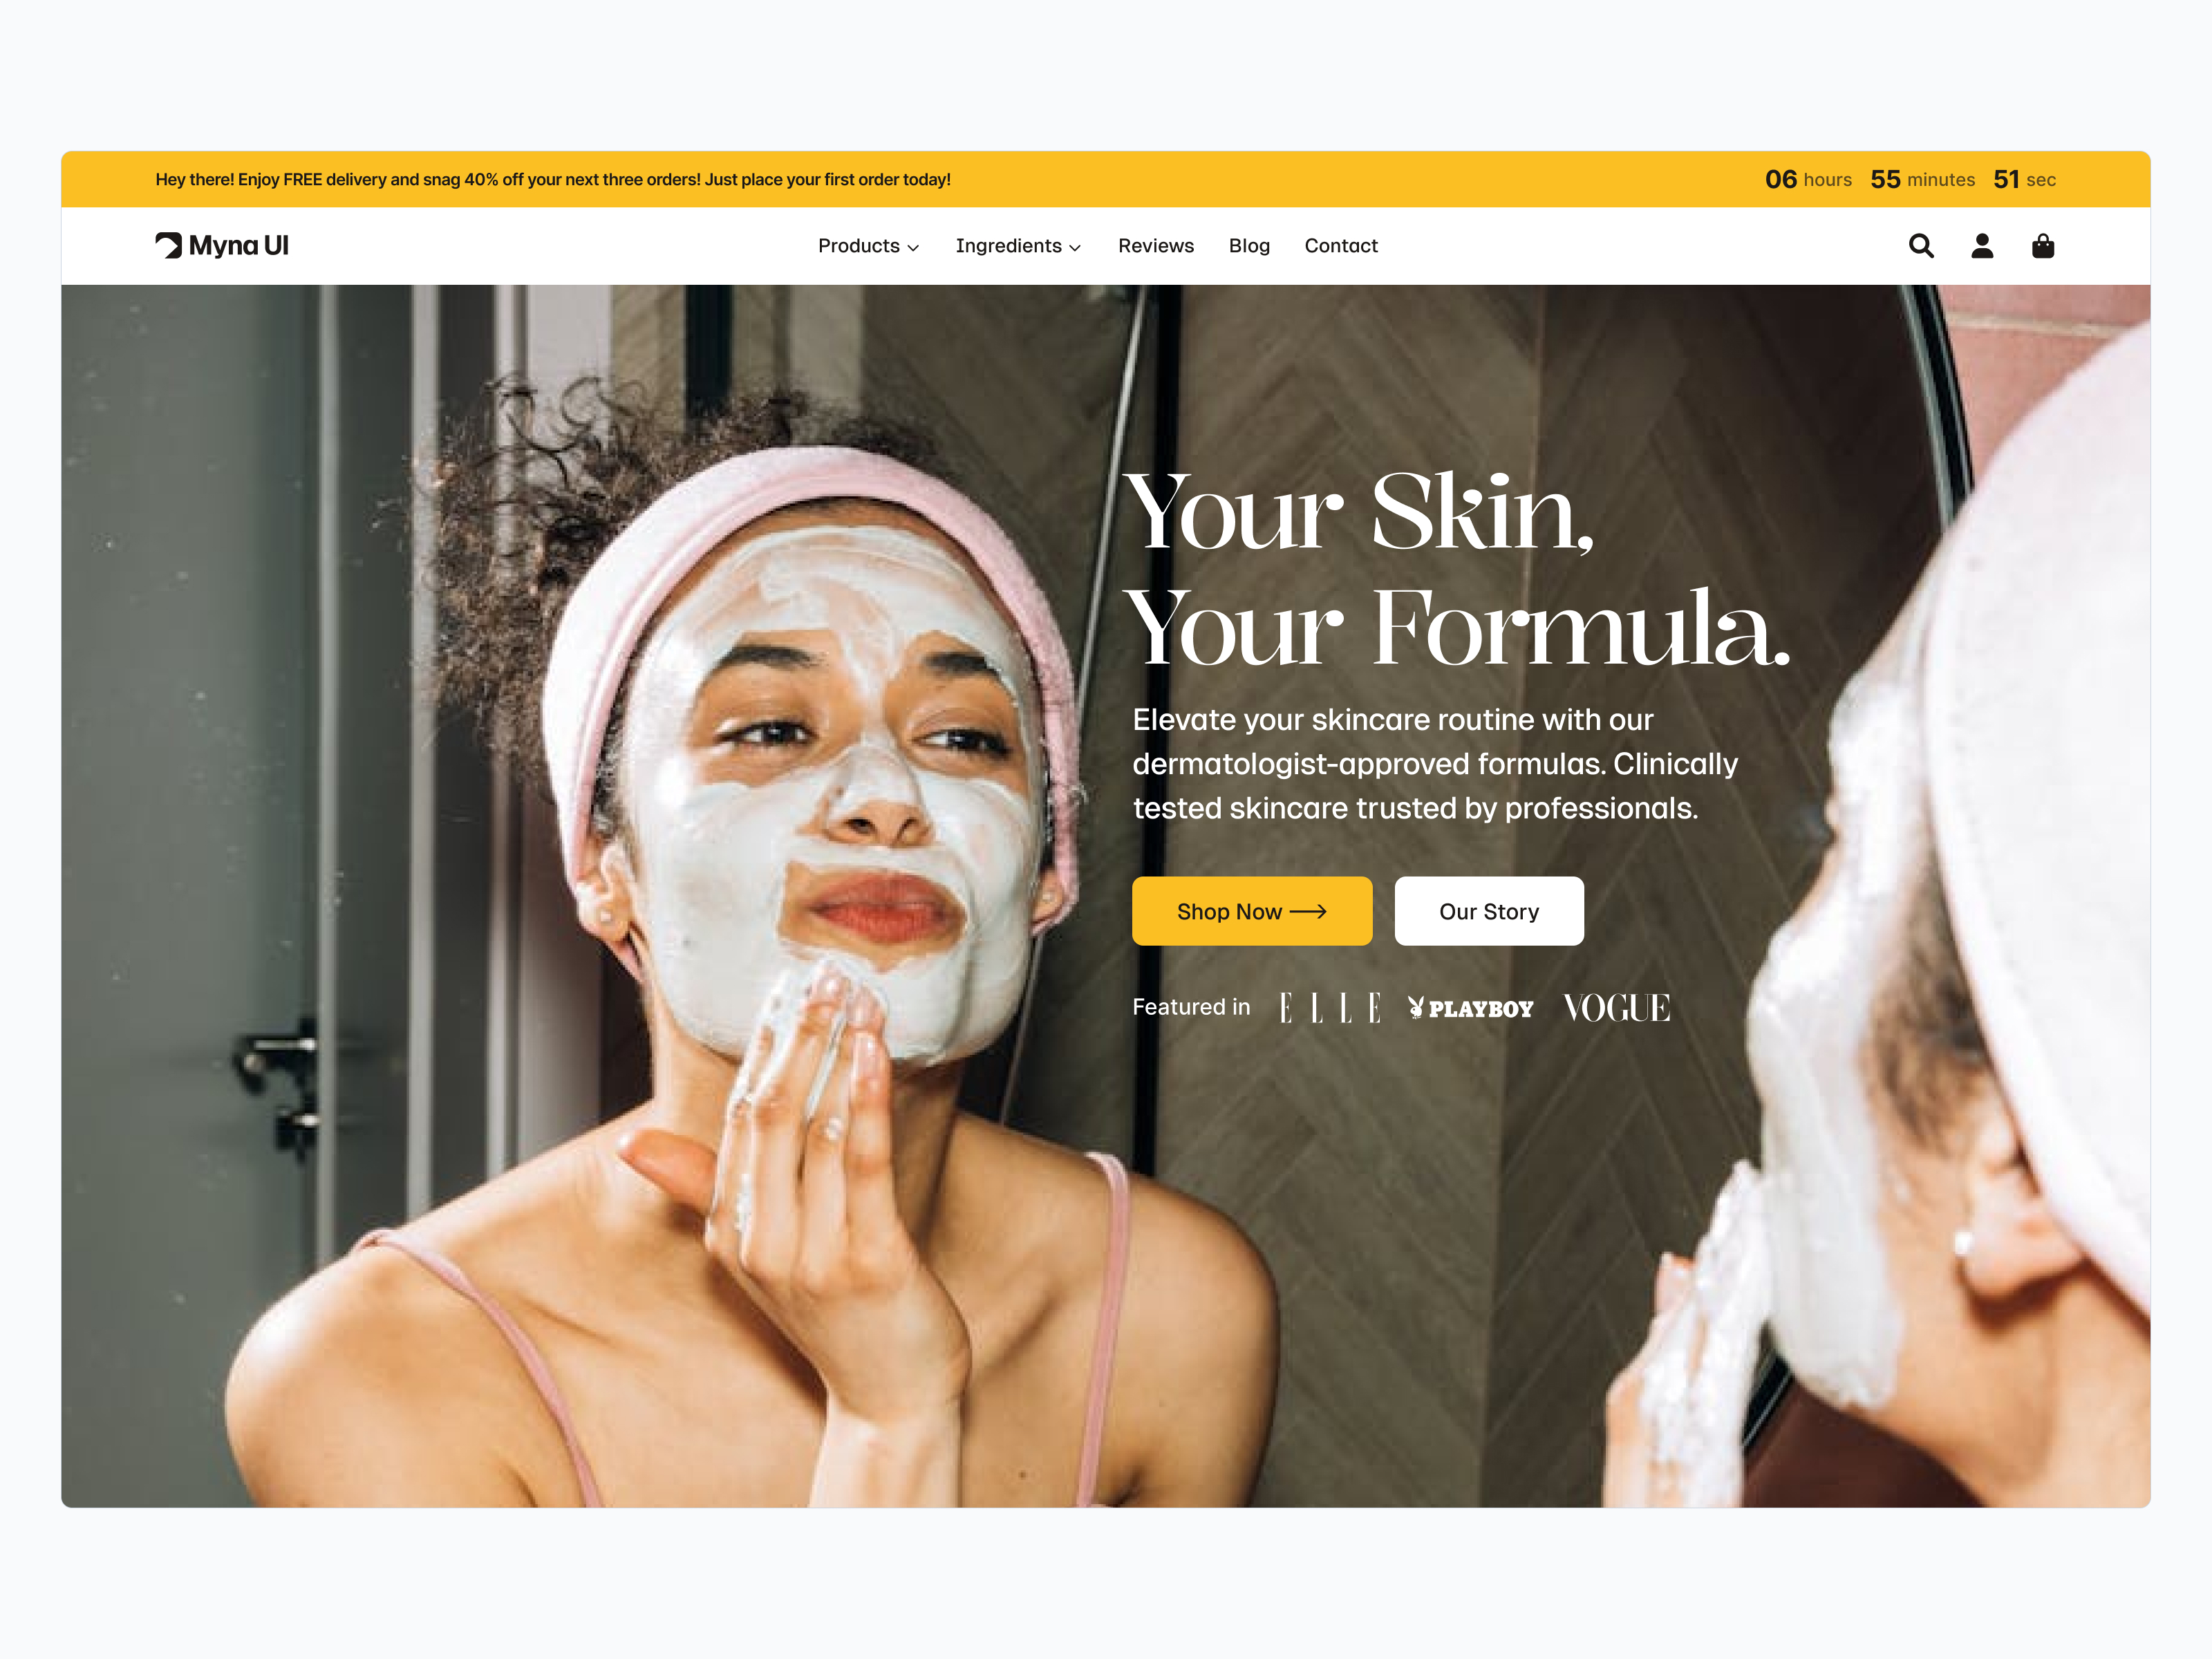 Hey there! Enjoy FREE delivery and snag 40% off your next three orders! Just place your first order today!
06 hours 55 minutes 51 sec
Myna UI
Products
Ingredients
Reviews
Blog
Contact
Your Skin,
Your Formula.
Elevate your skincare routine with our
dermatologist-approved formulas. Clinically
tested skincare trusted by professionals.
Shop Now
Our Story
Featured in ELLE PLAYBOY VOGUE